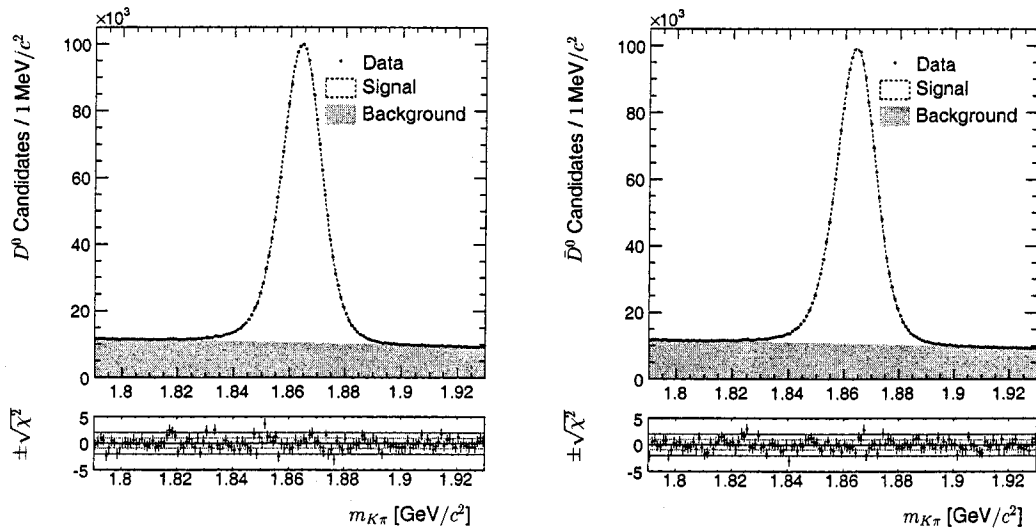 ×10³
D⁰ Candidates / 1 MeV/c²
100
80
60
40
20
0
Data
Signal
Background
1.8 1.82 1.84 1.86 1.88 1.9 1.92
± √χ²
5
0
-5
1.8 1.82 1.84 1.86 1.88 1.9 1.92
m_Kπ [GeV/c²]
×10³
D̄⁰ Candidates / 1 MeV/c²
100
80
60
40
20
0
Data
Signal
Background
1.8 1.82 1.84 1.86 1.88 1.9 1.92
± √χ²
5
0
-5
1.8 1.82 1.84 1.86 1.88 1.9 1.92
m_Kπ [GeV/c²]